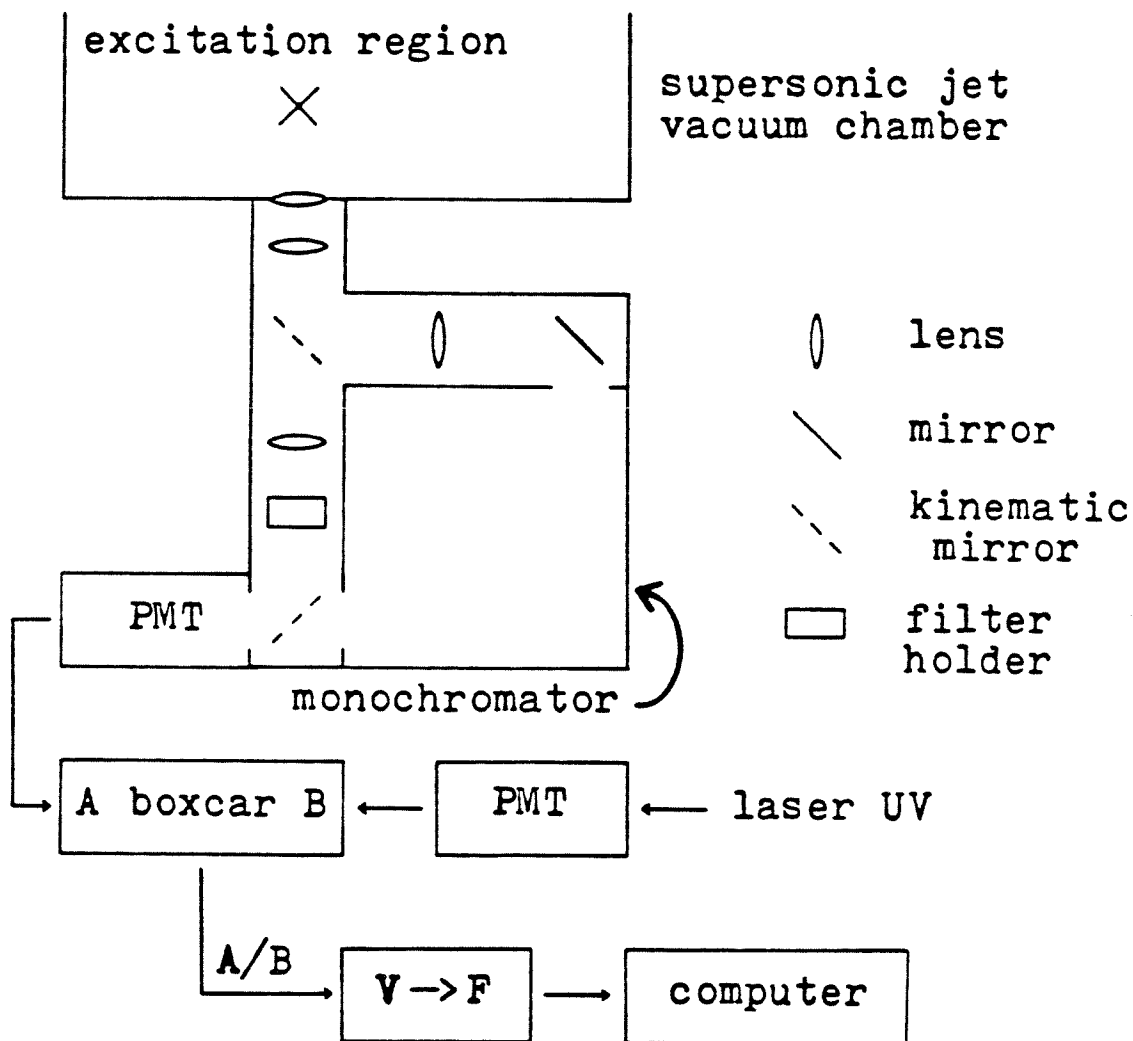 excitation region
supersonic jet
vacuum chamber
lens
mirror
kinematic
mirror
filter
holder
PMT
monochromator
A boxcar B
PMT
laser UV
A/B
V→F
computer